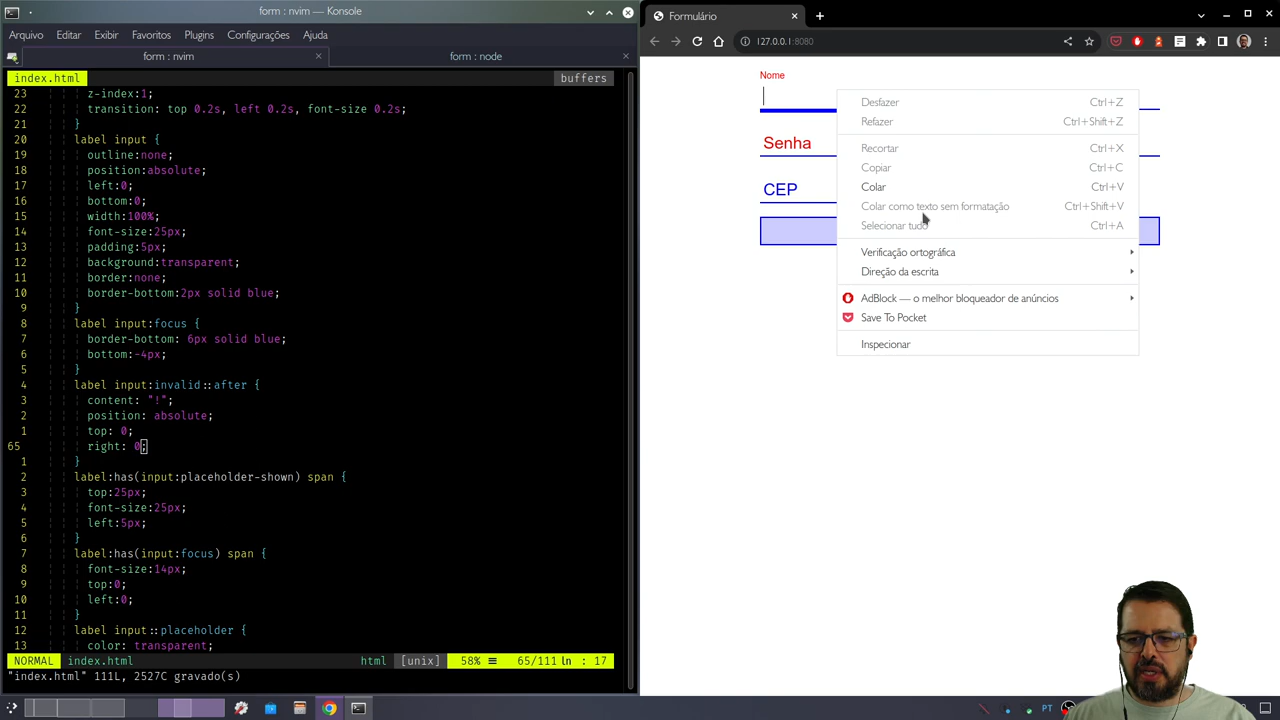 form : nvim — Konsole
Arquivo Editar Exibir Favoritos Plugins Configurações Ajuda
form : nvim
form : node
index.html
buffers
23 z-index:1;
22 transition: top 0.2s, left 0.2s, font-size 0.2s;
21 }
20 label input {
19 outline:none;
18 position:absolute;
17 left:0;
16 bottom:0;
15 width:100%;
14 font-size:25px;
13 padding:5px;
12 background:transparent;
11 border:none;
10 border-bottom:2px solid blue;
9 }
8 label input:focus {
7 border-bottom: 6px solid blue;
6 bottom:-4px;
5 }
4 label input:invalid::after {
3 content: "!";
2 position: absolute;
1 top: 0;
65 right: 0;
1 }
2 label:has(input:placeholder-shown) span {
3 top:25px;
4 font-size:25px;
5 left:5px;
6 }
7 label:has(input:focus) span {
8 font-size:14px;
9 top:0;
10 left:0;
11 }
12 label input::placeholder {
13 color: transparent;
NORMAL index.html html [unix] 58% ≡ 65/111 ln : 17
"index.html" 111L, 2527C gravado(s)
Formulário
127.0.0.1:8080
Nome
Senha
CEP
Desfazer Ctrl+Z
Refazer Ctrl+Shift+Z
Recortar Ctrl+X
Copiar Ctrl+C
Colar Ctrl+V
Colar como texto sem formatação Ctrl+Shift+V
Selecionar tudo Ctrl+A
Verificação ortográfica
Direção da escrita
AdBlock — o melhor bloqueador de anúncios
Save To Pocket
Inspecionar
PT